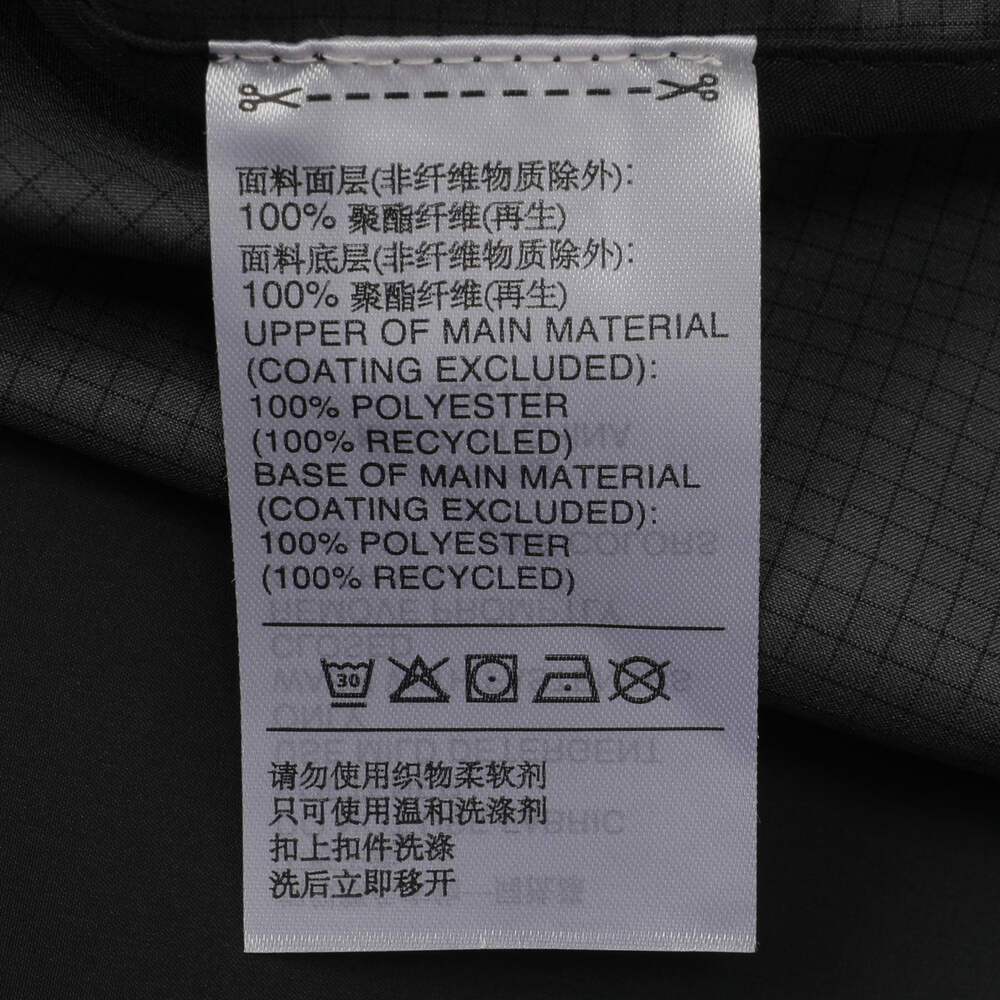 面料面层(非纤维物质除外):
100% 聚酯纤维(再生)
面料底层(非纤维物质除外):
100% 聚酯纤维(再生)
UPPER OF MAIN MATERIAL
(COATING EXCLUDED):
100% POLYESTER
(100% RECYCLED)
BASE OF MAIN MATERIAL
(COATING EXCLUDED):
100% POLYESTER
(100% RECYCLED)
30
请勿使用织物柔软剂
只可使用温和洗涤剂
扣上扣件洗涤
洗后立即移开